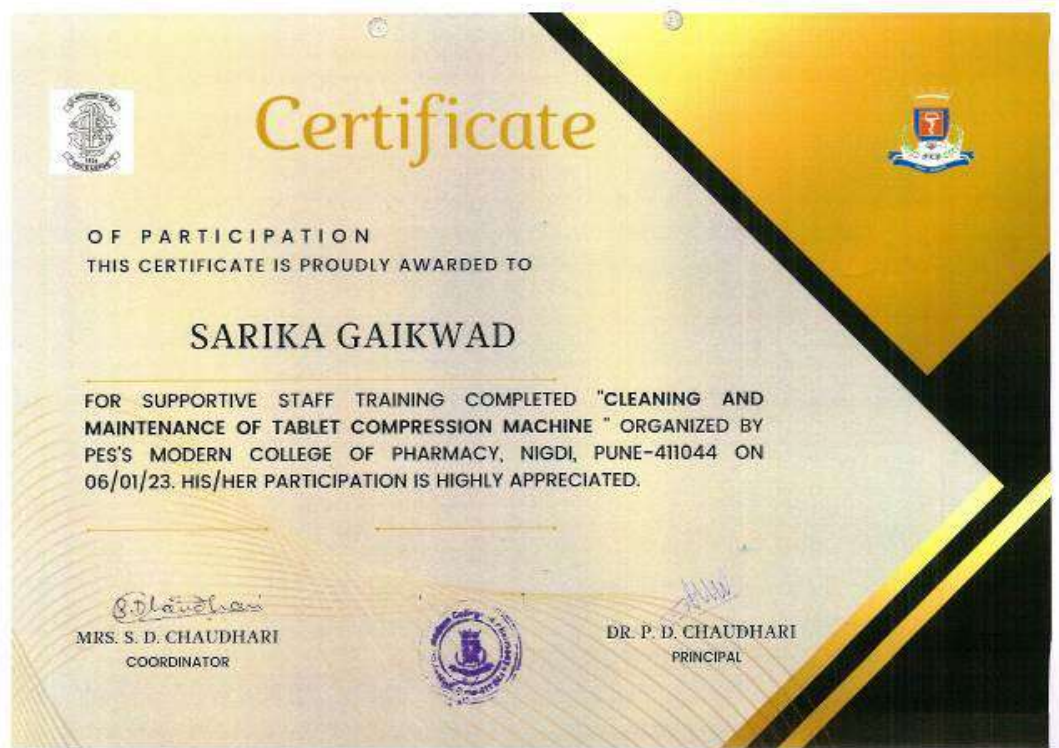 Certificate
OF PARTICIPATION
THIS CERTIFICATE IS PROUDLY AWARDED TO
SARIKA GAIKWAD
FOR SUPPORTIVE STAFF TRAINING COMPLETED "CLEANING AND
MAINTENANCE OF TABLET COMPRESSION MACHINE " ORGANIZED BY
PES'S MODERN COLLEGE OF PHARMACY, NIGDI, PUNE-411044 ON
06/01/23. HIS/HER PARTICIPATION IS HIGHLY APPRECIATED.
S.D.Chaudhari
MRS. S. D. CHAUDHARI
COORDINATOR
DR. P. D. CHAUDHARI
PRINCIPAL